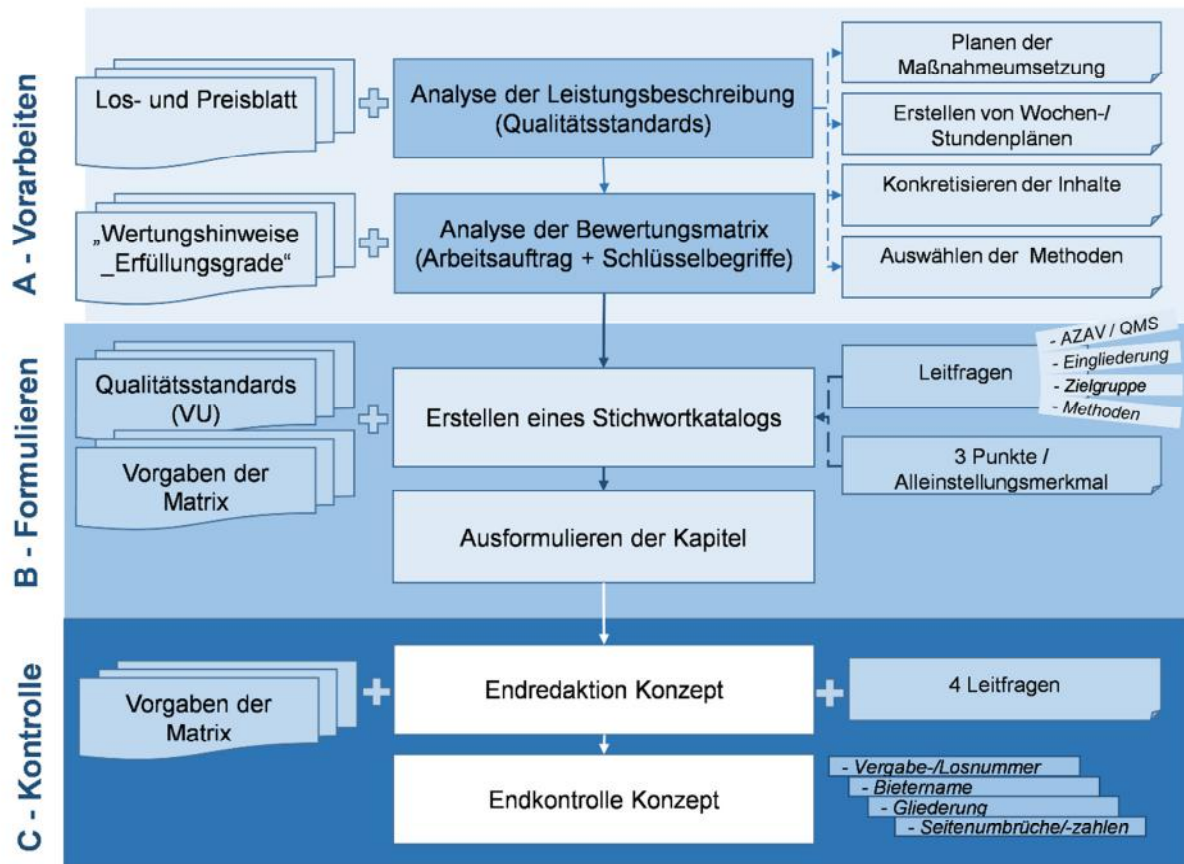 A - Vorarbeiten
Los- und Preisblatt
Analyse der Leistungsbeschreibung
(Qualitätsstandards)
Planen der
Maßnahmeumsetzung
Erstellen von Wochen-/
Stundenplänen
Konkretisieren der Inhalte
Auswählen der Methoden
„Wertungshinweise
_Erfüllungsgrade“
Analyse der Bewertungsmatrix
(Arbeitsauftrag + Schlüsselbegriffe)
B - Formulieren
Qualitätsstandards
(VU)
Vorgaben der
Matrix
Erstellen eines Stichwortkatalogs
Leitfragen
- AZAV / QMS
- Eingliederung
- Zielgruppe
- Methoden
3 Punkte /
Alleinstellungsmerkmal
Ausformulieren der Kapitel
C - Kontrolle
Vorgaben der
Matrix
Endredaktion Konzept
4 Leitfragen
Endkontrolle Konzept
- Vergabe-/Losnummer
- Bietername
- Gliederung
- Seitenumbrüche/-zahlen